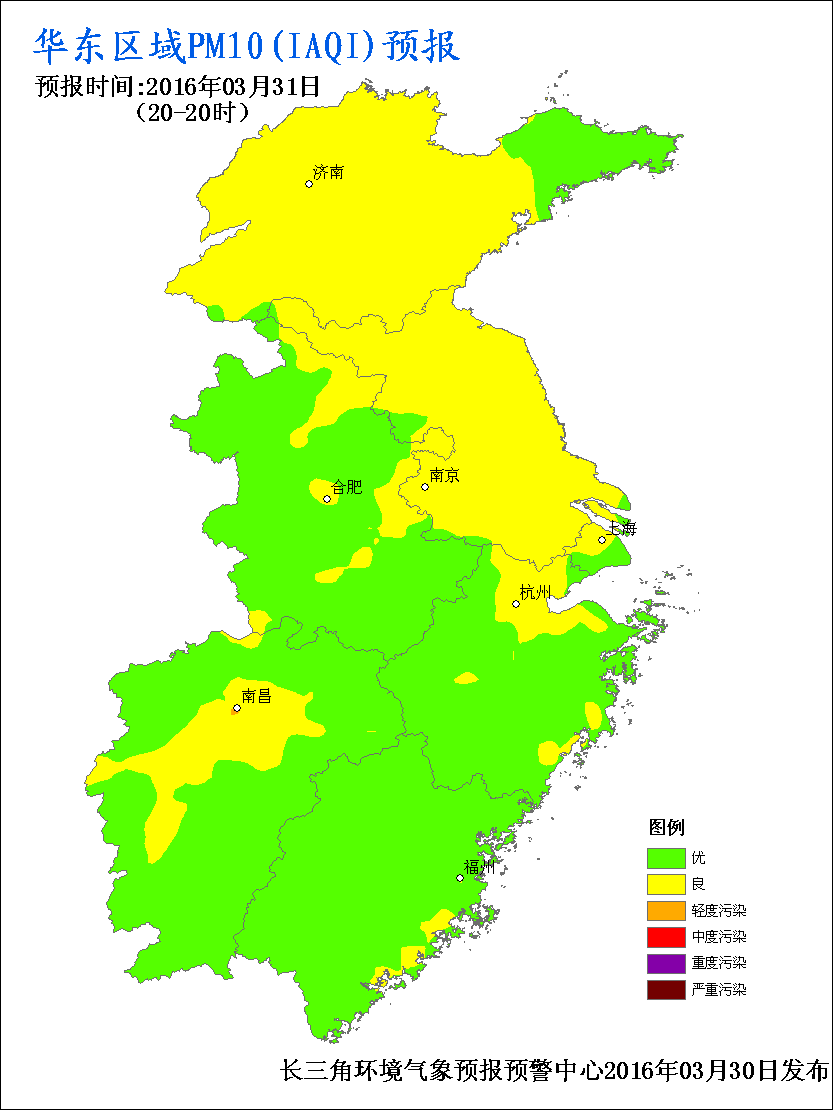 华东区域PM10(IAQI)预报
预报时间:2016年03月31日
（20-20时）
济南
合肥
南京
上海
杭州
南昌
福州
图例
优
良
轻度污染
中度污染
重度污染
严重污染
长三角环境气象预报预警中心2016年03月30日发布